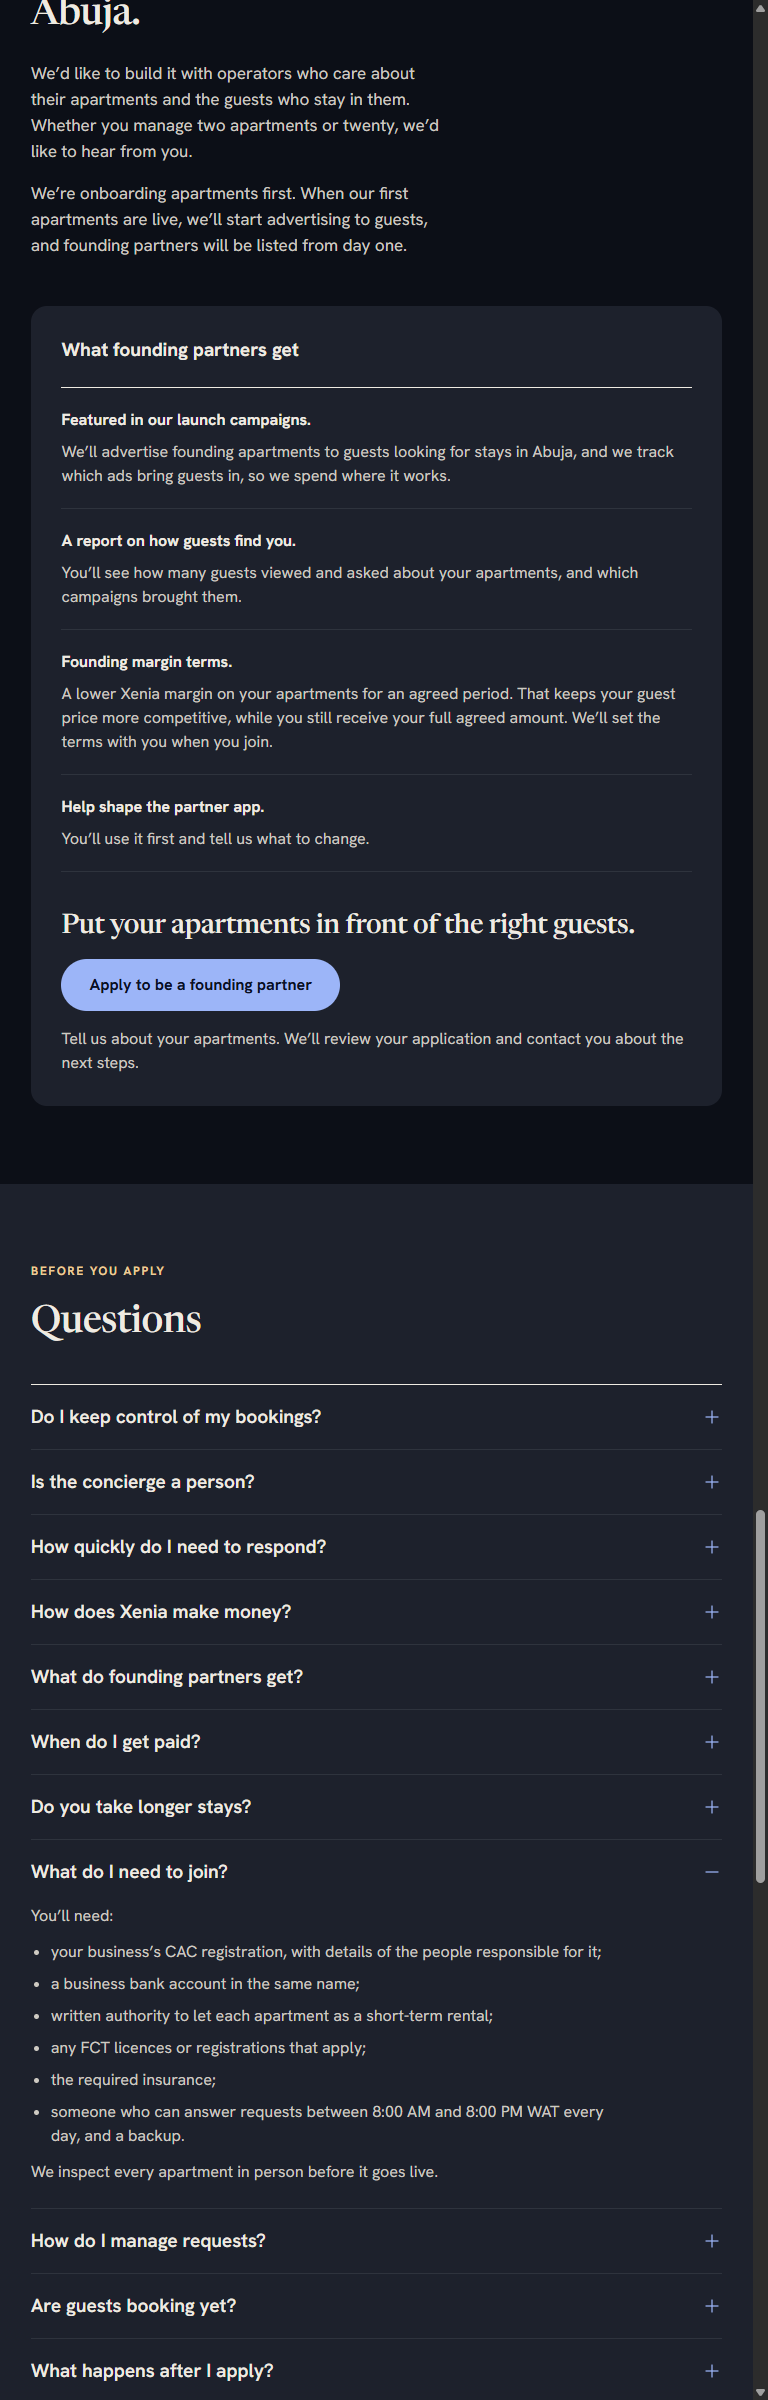 Abuja.
We’d like to build it with operators who care about
their apartments and the guests who stay in them.
Whether you manage two apartments or twenty, we’d
like to hear from you.
We’re onboarding apartments first. When our first
apartments are live, we’ll start advertising to guests,
and founding partners will be listed from day one.
What founding partners get
Featured in our launch campaigns.
We’ll advertise founding apartments to guests looking for stays in Abuja, and we track
which ads bring guests in, so we spend where it works.
A report on how guests find you.
You’ll see how many guests viewed and asked about your apartments, and which
campaigns brought them.
Founding margin terms.
A lower Xenia margin on your apartments for an agreed period. That keeps your guest
price more competitive, while you still receive your full agreed amount. We’ll set the
terms with you when you join.
Help shape the partner app.
You’ll use it first and tell us what to change.
Put your apartments in front of the right guests.
Apply to be a founding partner
Tell us about your apartments. We’ll review your application and contact you about the
next steps.
BEFORE YOU APPLY
Questions
Do I keep control of my bookings?
Is the concierge a person?
How quickly do I need to respond?
How does Xenia make money?
What do founding partners get?
When do I get paid?
Do you take longer stays?
What do I need to join?
You’ll need:
• your business’s CAC registration, with details of the people responsible for it;
• a business bank account in the same name;
• written authority to let each apartment as a short-term rental;
• any FCT licences or registrations that apply;
• the required insurance;
• someone who can answer requests between 8:00 AM and 8:00 PM WAT every
day, and a backup.
We inspect every apartment in person before it goes live.
How do I manage requests?
Are guests booking yet?
What happens after I apply?